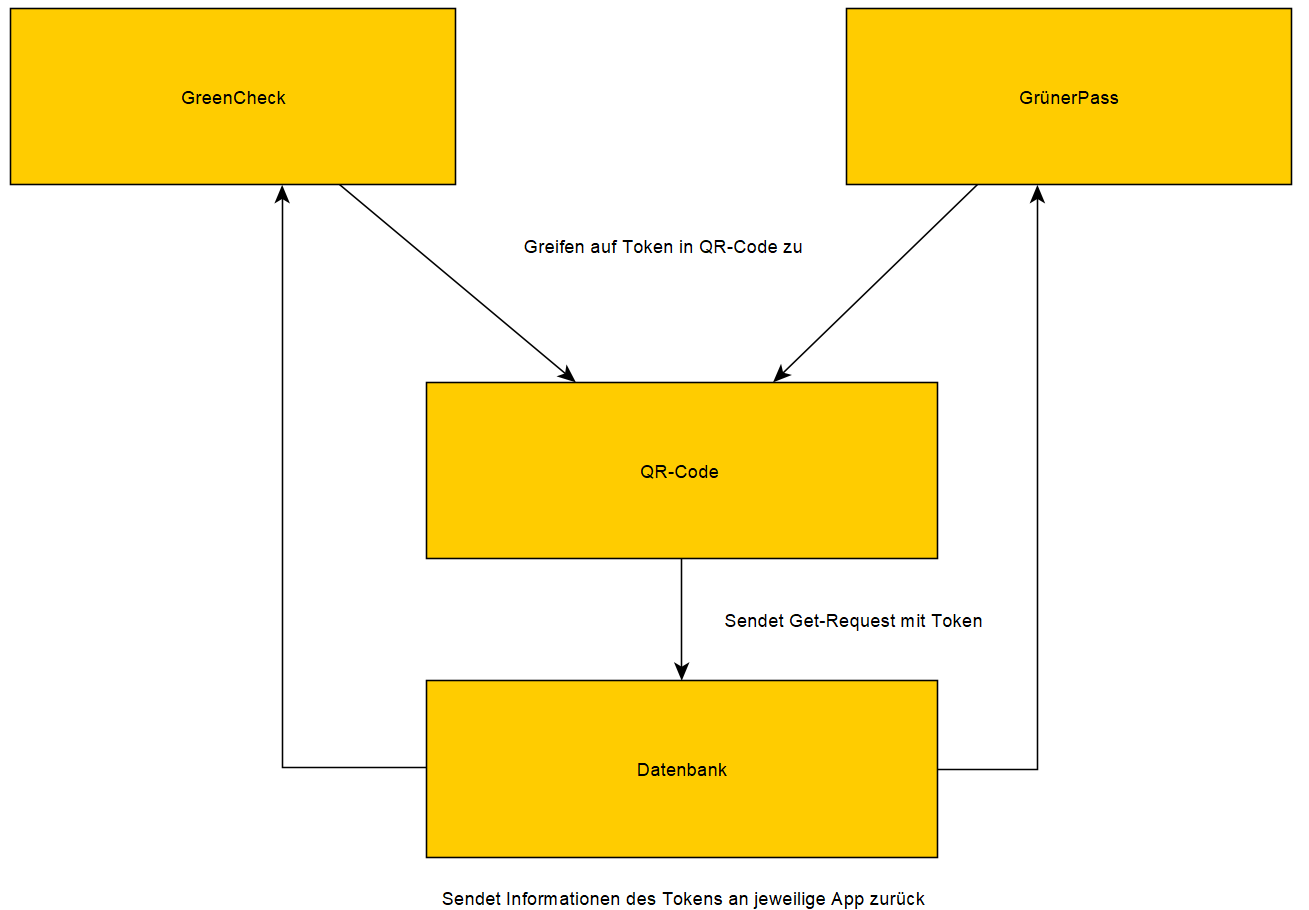 GreenCheck
GrünerPass
Greifen auf Token in QR-Code zu
QR-Code
Sendet Get-Request mit Token
Datenbank
Sendet Informationen des Tokens an jeweilige App zurück